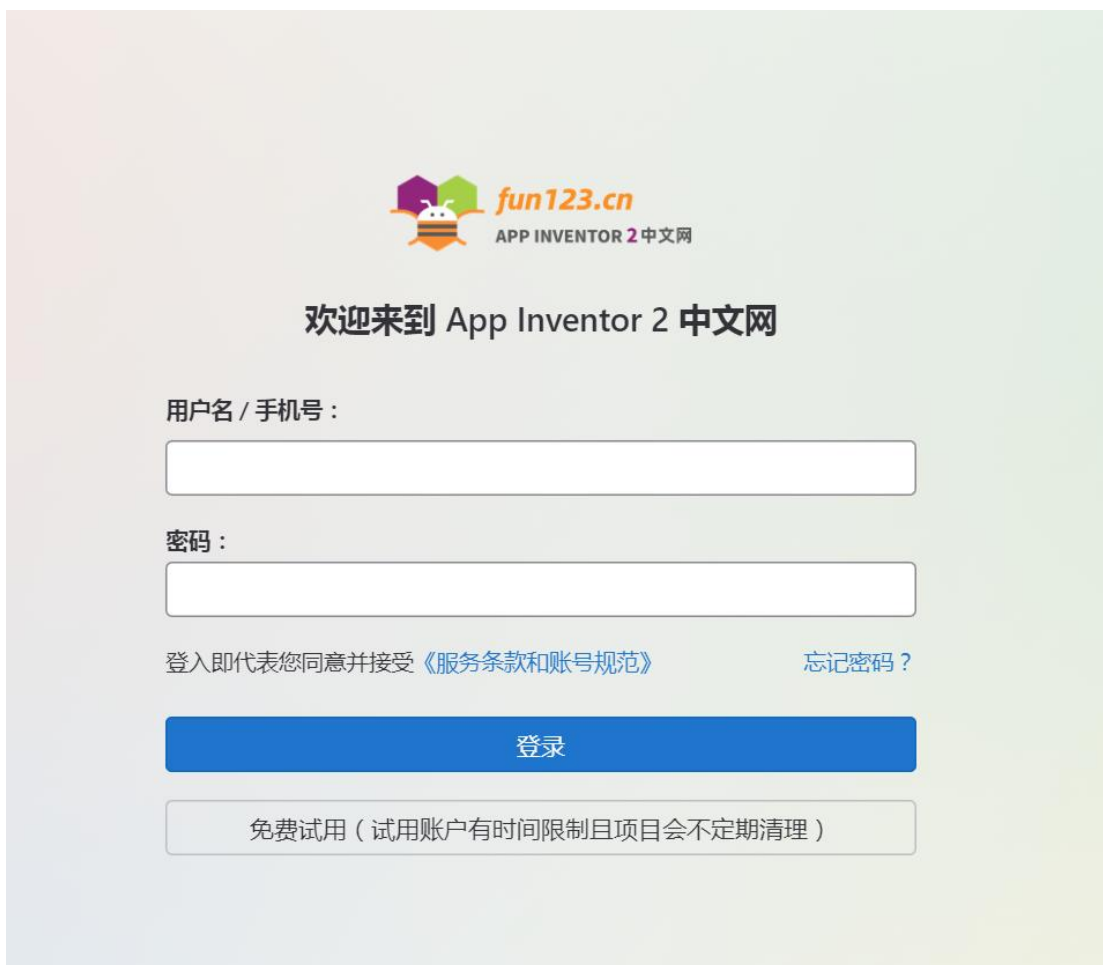 fun123.cn
APP INVENTOR 2 中文网
欢迎来到 App Inventor 2 中文网
用户名 / 手机号：
密码：
登入即代表您同意并接受《服务条款和账号规范》 忘记密码？
登录
免费试用（试用账户有时间限制且项目会不定期清理）